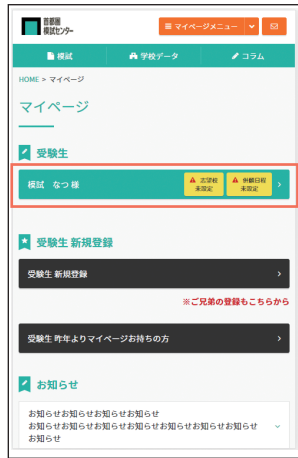 首都圏
模試センター
マイページメニュー
模試 学校データ コラム
HOME > マイページ
マイページ
受験生
模試 なつ 様
志望校
未設定
併願日程
未設定
受験生 新規登録
受験生 新規登録
※ご兄弟の登録もこちらから
受験生 昨年よりマイページお持ちの方
お知らせ
お知らせお知らせお知らせお知らせ
お知らせお知らせお知らせお知らせお知らせお知らせ
お知らせ